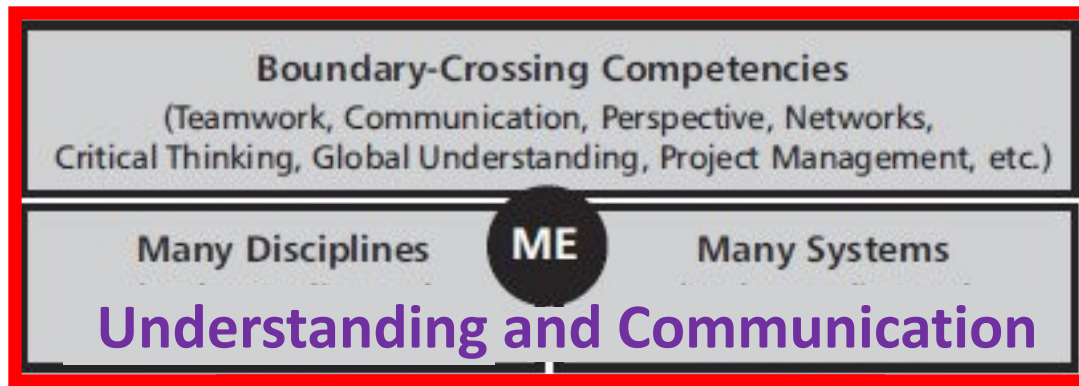 Boundary-Crossing Competencies
(Teamwork, Communication, Perspective, Networks,
Critical Thinking, Global Understanding, Project Management, etc.)
Many Disciplines
ME
Many Systems
Understanding and Communication